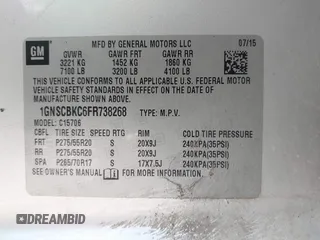 GM
MFD BY GENERAL MOTORS LLC 07/15
GVWR GAWR FRT GAWR RR
3221 KG 1452 KG 1860 KG
7100 LB 3200 LB 4100 LB
THIS VEHICLE CONFORMS TO ALL APPLICABLE U.S. FEDERAL MOTOR
VEHICLE SAFETY STANDARDS IN EFFECT ON THE DATE OF
MANUFACTURE SHOWN ABOVE.
1GNSCBKC6FR738268 TYPE: M.P.V.
MODEL: C15706
CBFL TIRE SIZE SPEED RTG RIM COLD TIRE PRESSURE
FRT P275/55R20 S 20X9J 240KPA(35PSI)
RR P275/55R20 S 20X9J 240KPA(35PSI)
SPA P265/70R17 S 17X7.5J 240KPA(35PSI)
SEE OWNER'S MANUAL FOR MORE INFORMATION.
©RIDESAFELY AUTOBIDMASTER